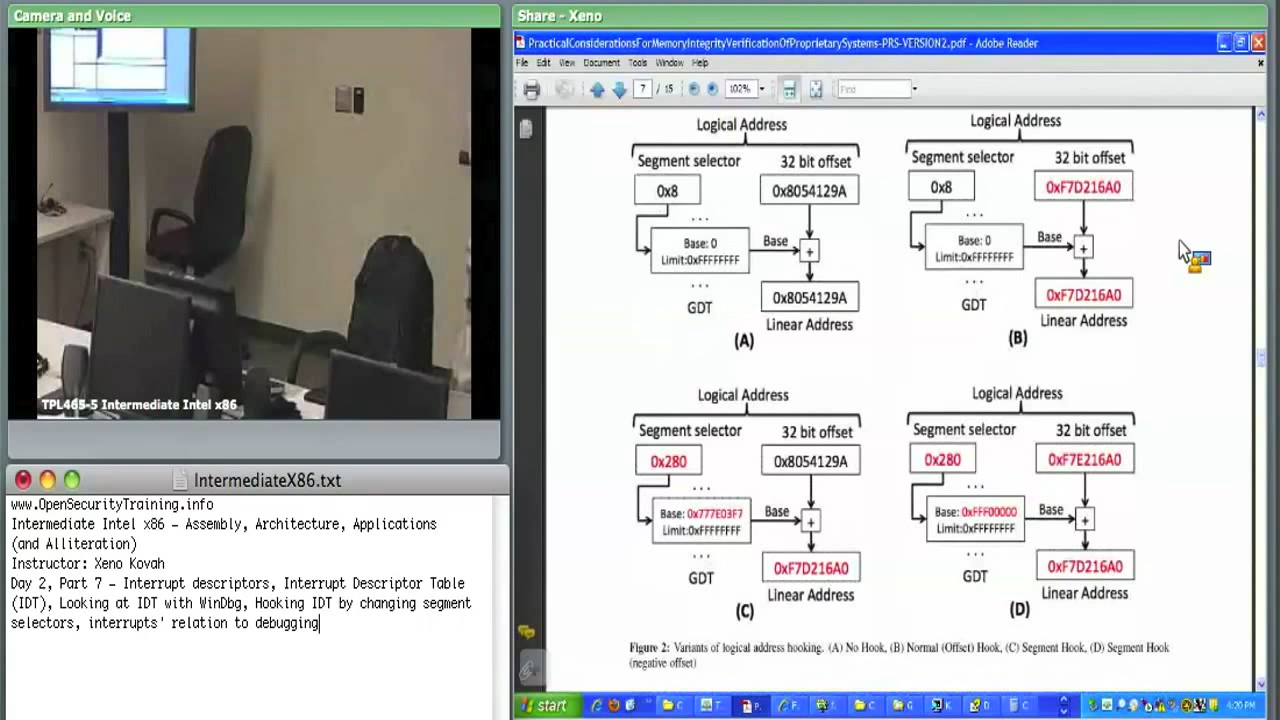 Camera and Voice
TPL465-5 Intermediate Intel x86
IntermediateX86.txt
www.OpenSecurityTraining.info
Intermediate Intel x86 – Assembly, Architecture, Applications
(and Alliteration)
Instructor: Xeno Kovah
Day 2, Part 7 – Interrupt descriptors, Interrupt Descriptor Table
(IDT), Looking at IDT with WinDbg, Hooking IDT by changing segment
selectors, interrupts' relation to debugging
Share - Xeno
PracticalConsiderationsForMemoryIntegrityVerificationOfProprietarySystems-PRS-VERSION2.pdf - Adobe Reader
File Edit View Document Tools Window Help
7 / 15 102% Find
Logical Address
Segment selector 32 bit offset
0x8 0x8054129A
...
Base: 0
Limit:0xFFFFFFFF
Base
+
...
0x8054129A
GDT
Linear Address
(A)
Logical Address
Segment selector 32 bit offset
0x8 0xF7D216A0
...
Base: 0
Limit:0xFFFFFFFF
Base
+
...
0xF7D216A0
GDT
Linear Address
(B)
Logical Address
Segment selector 32 bit offset
0x280 0x8054129A
...
Base: 0x777E03F7
Limit:0xFFFFFFFF
Base
+
...
0xF7D216A0
GDT
Linear Address
(C)
Logical Address
Segment selector 32 bit offset
0x280 0xF7E216A0
...
Base: 0xFFF00000
Limit:0xFFFFFFFF
Base
+
...
0xF7D216A0
GDT
Linear Address
(D)
Figure 2: Variants of logical address hooking. (A) No Hook, (B) Normal (Offset) Hook, (C) Segment Hook, (D) Segment Hook
(negative offset)
start
4:20 PM